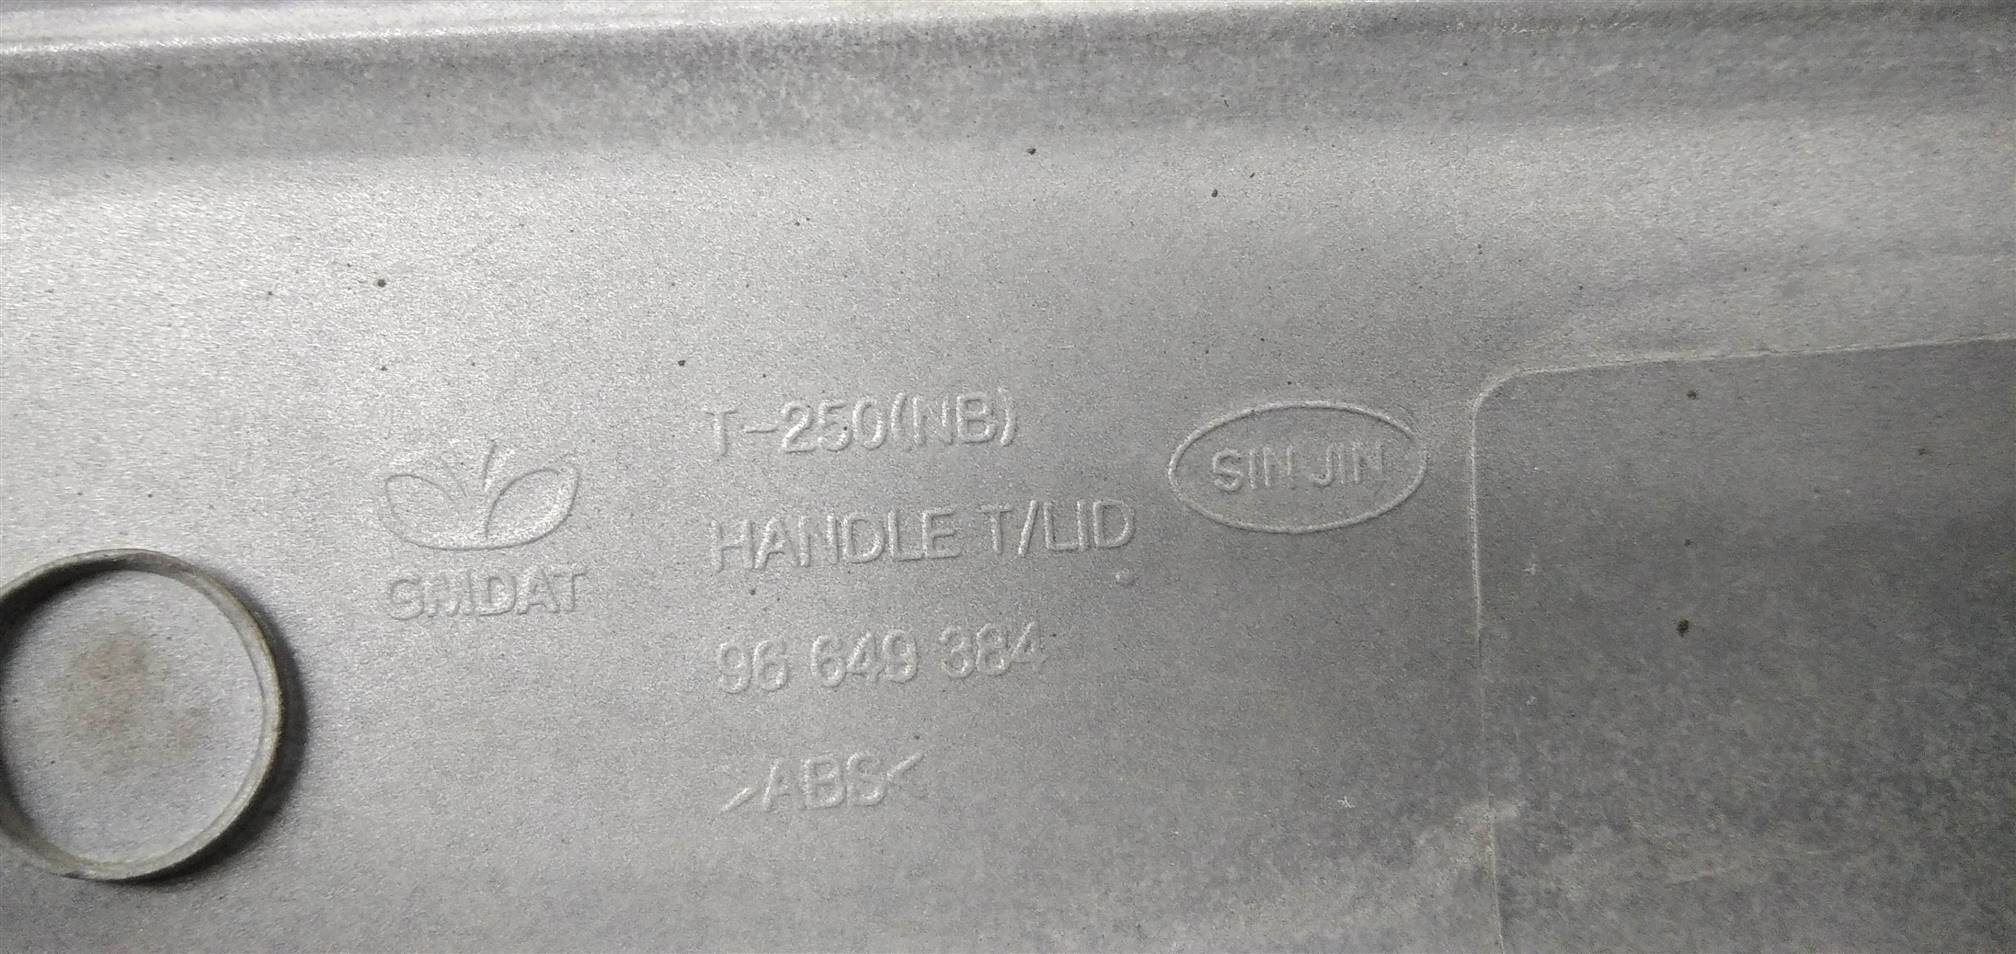 GMDAT
T-250(NB)
HANDLE T/LID
96 649 384
>ABS<
SIN JIN